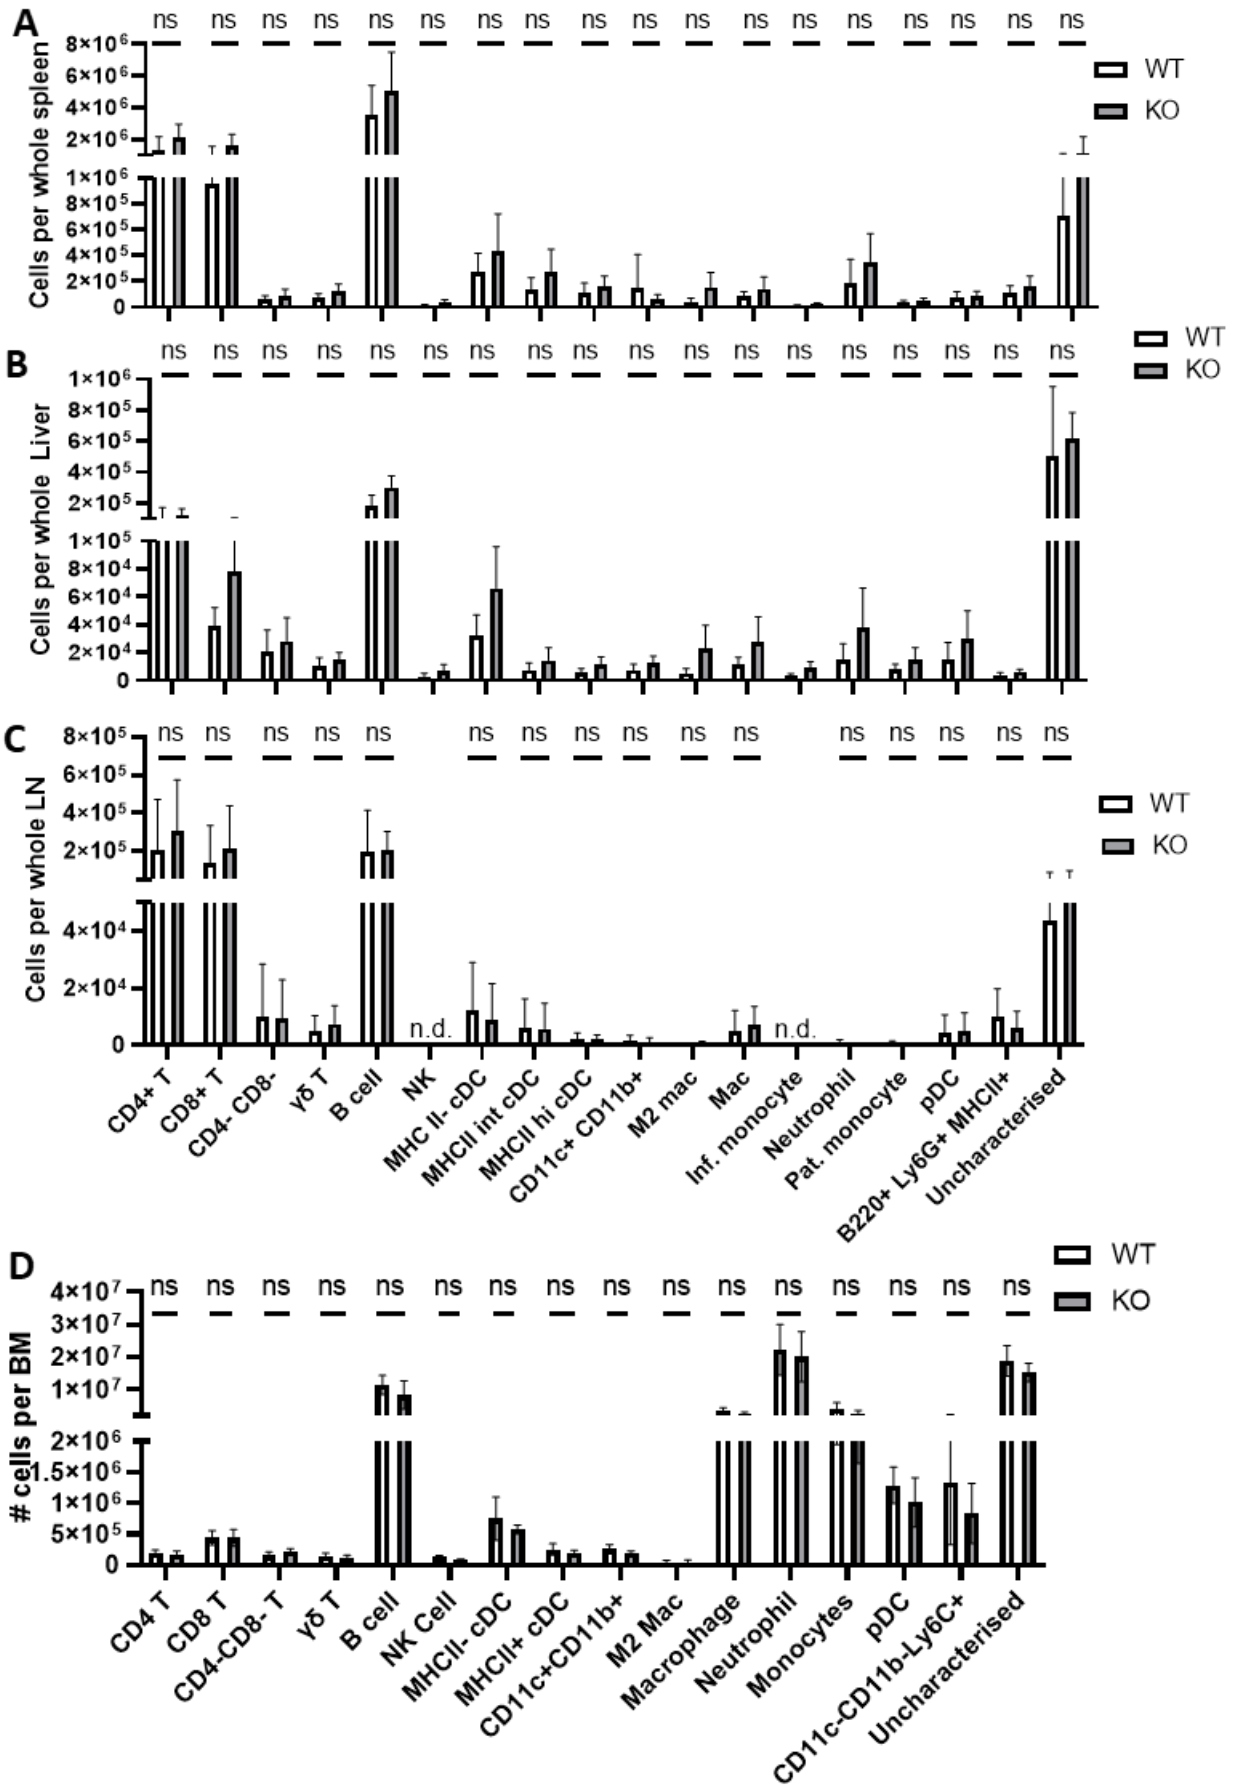 A
ns ns ns ns ns ns ns ns ns ns ns ns ns ns ns ns ns ns
Cells per whole spleen
8×10⁶
6×10⁶
4×10⁶
2×10⁶
1×10⁶
8×10⁵
6×10⁵
4×10⁵
2×10⁵
0
WT
KO
B
ns ns ns ns ns ns ns ns ns ns ns ns ns ns ns ns ns ns
Cells per whole Liver
1×10⁶
8×10⁵
6×10⁵
4×10⁵
2×10⁵
1×10⁵
8×10⁴
6×10⁴
4×10⁴
2×10⁴
0
WT
KO
C
ns ns ns ns ns ns ns ns ns ns ns ns ns ns ns ns
Cells per whole LN
8×10⁵
6×10⁵
4×10⁵
2×10⁵
4×10⁴
2×10⁴
0
n.d. n.d.
WT
KO
CD4+ T
CD8+ T
CD4- CD8-
γδ T
B cell
NK
MHC II- cDC
MHCII int cDC
MHCII hi cDC
CD11c+ CD11b+
M2 mac
Mac
Inf. monocyte
Neutrophil
Pat. monocyte
pDC
B220+ Ly6G+ MHCII+
Uncharacterised
D
ns ns ns ns ns ns ns ns ns ns ns ns ns ns ns ns
# cells per BM
4×10⁷
3×10⁷
2×10⁷
1×10⁷
2×10⁶
1.5×10⁶
1×10⁶
5×10⁵
0
WT
KO
CD4 T
CD8 T
CD4-CD8- T
γδ T
B cell
NK Cell
MHCII- cDC
MHCII+ cDC
CD11c+CD11b+
M2 Mac
Macrophage
Neutrophil
Monocytes
pDC
CD11c-CD11b-Ly6C+
Uncharacterised